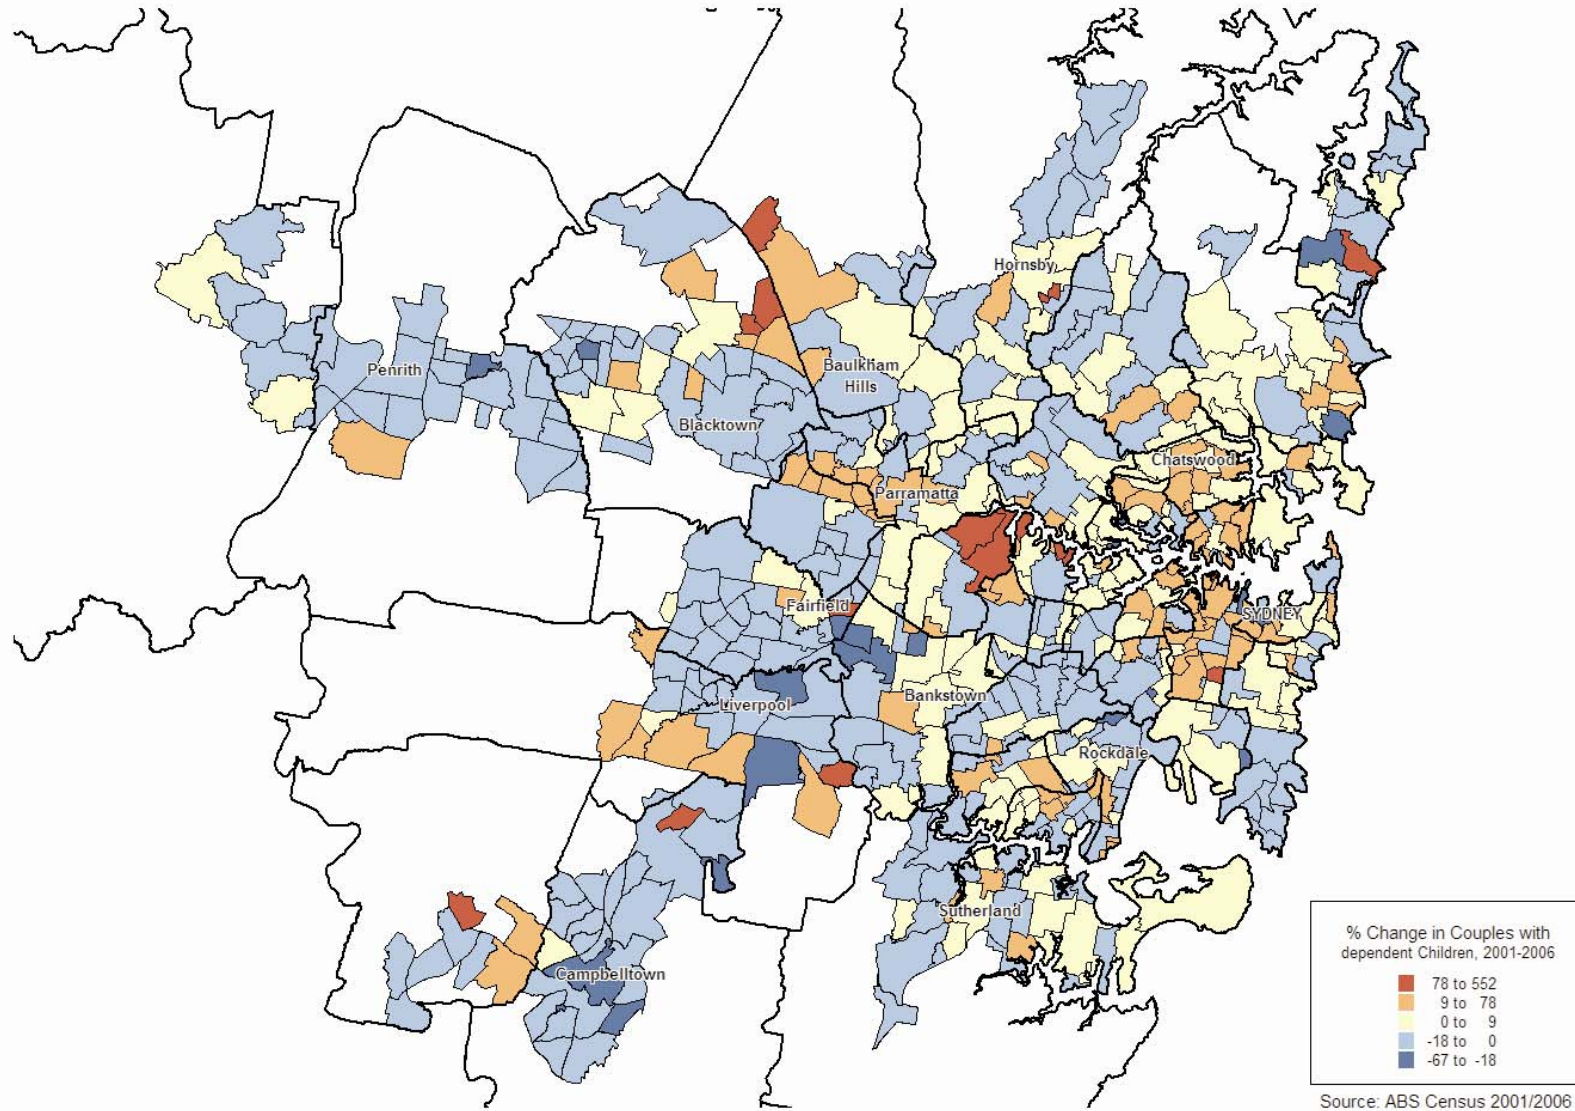 Hornsby
Penrith
Baulkham
Hills
Blacktown
Chatswood
Parramatta
Fairfield
SYDNEY
Liverpool
Bankstown
Rockdale
Sutherland
Campbelltown
% Change in Couples with
dependent Children, 2001-2006
78 to 552
9 to 78
0 to 9
-18 to 0
-67 to -18
Source: ABS Census 2001/2006